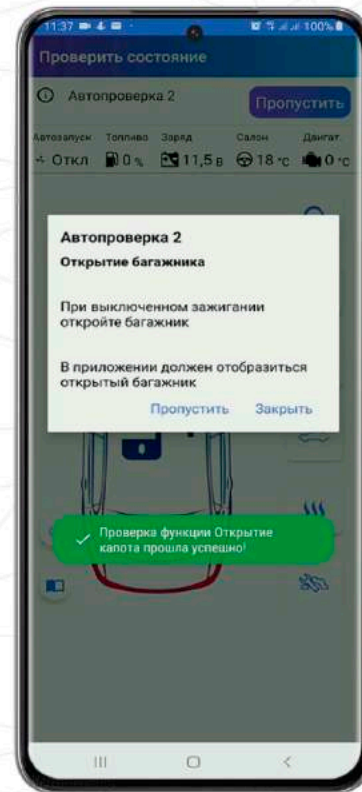 11:37
100%
Проверить состояние
Автопроверка 2
Пропустить
Автозапуск Топливо Заряд Салон Двигат.
Откл 0 % 11,5 В 18 °С 0 °С
Автопроверка 2
Открытие багажника
При выключенном зажигании
откройте багажник
В приложении должен отобразиться
открытый багажник
Пропустить Закрыть
Проверка функции Открытие
капота прошла успешно!